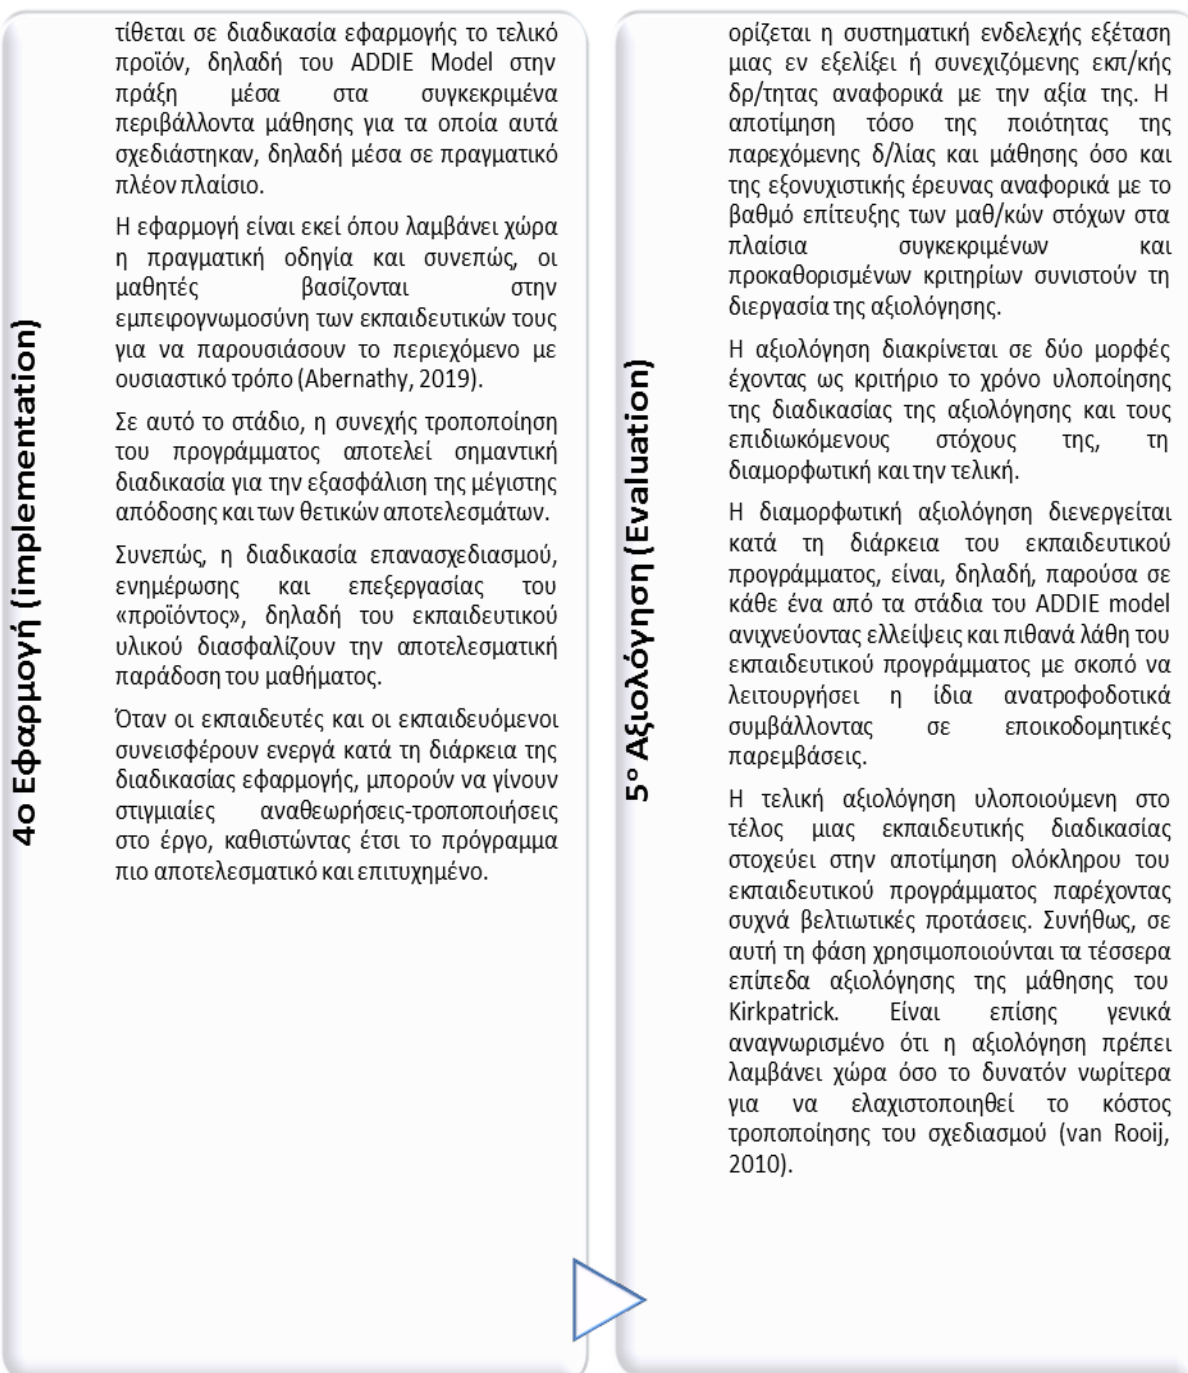 4ο Εφαρμογή (implementation)
τίθεται σε διαδικασία εφαρμογής το τελικό
προϊόν, δηλαδή του ADDIE Model στην
πράξη μέσα στα συγκεκριμένα
περιβάλλοντα μάθησης για τα οποία αυτά
σχεδιάστηκαν, δηλαδή μέσα σε πραγματικό
πλέον πλαίσιο.
Η εφαρμογή είναι εκεί όπου λαμβάνει χώρα
η πραγματική οδηγία και συνεπώς, οι
μαθητές βασίζονται στην
εμπειρογνωμοσύνη των εκπαιδευτικών τους
για να παρουσιάσουν το περιεχόμενο με
ουσιαστικό τρόπο (Abernathy, 2019).
Σε αυτό το στάδιο, η συνεχής τροποποίηση
του προγράμματος αποτελεί σημαντική
διαδικασία για την εξασφάλιση της μέγιστης
απόδοσης και των θετικών αποτελεσμάτων.
Συνεπώς, η διαδικασία επανασχεδιασμού,
ενημέρωσης και επεξεργασίας του
«προϊόντος», δηλαδή του εκπαιδευτικού
υλικού διασφαλίζουν την αποτελεσματική
παράδοση του μαθήματος.
Όταν οι εκπαιδευτές και οι εκπαιδευόμενοι
συνεισφέρουν ενεργά κατά τη διάρκεια της
διαδικασίας εφαρμογής, μπορούν να γίνουν
στιγμιαίες αναθεωρήσεις-τροποποιήσεις
στο έργο, καθιστώντας έτσι το πρόγραμμα
πιο αποτελεσματικό και επιτυχημένο.
5º Αξιολόγηση (Evaluation)
ορίζεται η συστηματική ενδελεχής εξέταση
μιας εν εξελίξει ή συνεχιζόμενης εκπ/κής
δρ/τητας αναφορικά με την αξία της. Η
αποτίμηση τόσο της ποιότητας της
παρεχόμενης δ/λίας και μάθησης όσο και
της εξονυχιστικής έρευνας αναφορικά με το
βαθμό επίτευξης των μαθ/κών στόχων στα
πλαίσια συγκεκριμένων και
προκαθορισμένων κριτηρίων συνιστούν τη
διεργασία της αξιολόγησης.
Η αξιολόγηση διακρίνεται σε δύο μορφές
έχοντας ως κριτήριο το χρόνο υλοποίησης
της διαδικασίας της αξιολόγησης και τους
επιδιωκόμενους στόχους της, τη
διαμορφωτική και την τελική.
Η διαμορφωτική αξιολόγηση διενεργείται
κατά τη διάρκεια του εκπαιδευτικού
προγράμματος, είναι, δηλαδή, παρούσα σε
κάθε ένα από τα στάδια του ADDIE model
ανιχνεύοντας ελλείψεις και πιθανά λάθη του
εκπαιδευτικού προγράμματος με σκοπό να
λειτουργήσει η ίδια ανατροφοδοτικά
συμβάλλοντας σε εποικοδομητικές
παρεμβάσεις.
Η τελική αξιολόγηση υλοποιούμενη στο
τέλος μιας εκπαιδευτικής διαδικασίας
στοχεύει στην αποτίμηση ολόκληρου του
εκπαιδευτικού προγράμματος παρέχοντας
συχνά βελτιωτικές προτάσεις. Συνήθως, σε
αυτή τη φάση χρησιμοποιούνται τα τέσσερα
επίπεδα αξιολόγησης της μάθησης του
Kirkpatrick. Είναι επίσης γενικά
αναγνωρισμένο ότι η αξιολόγηση πρέπει
λαμβάνει χώρα όσο το δυνατόν νωρίτερα
για να ελαχιστοποιηθεί το κόστος
τροποποίησης του σχεδιασμού (van Rooij,
2010).